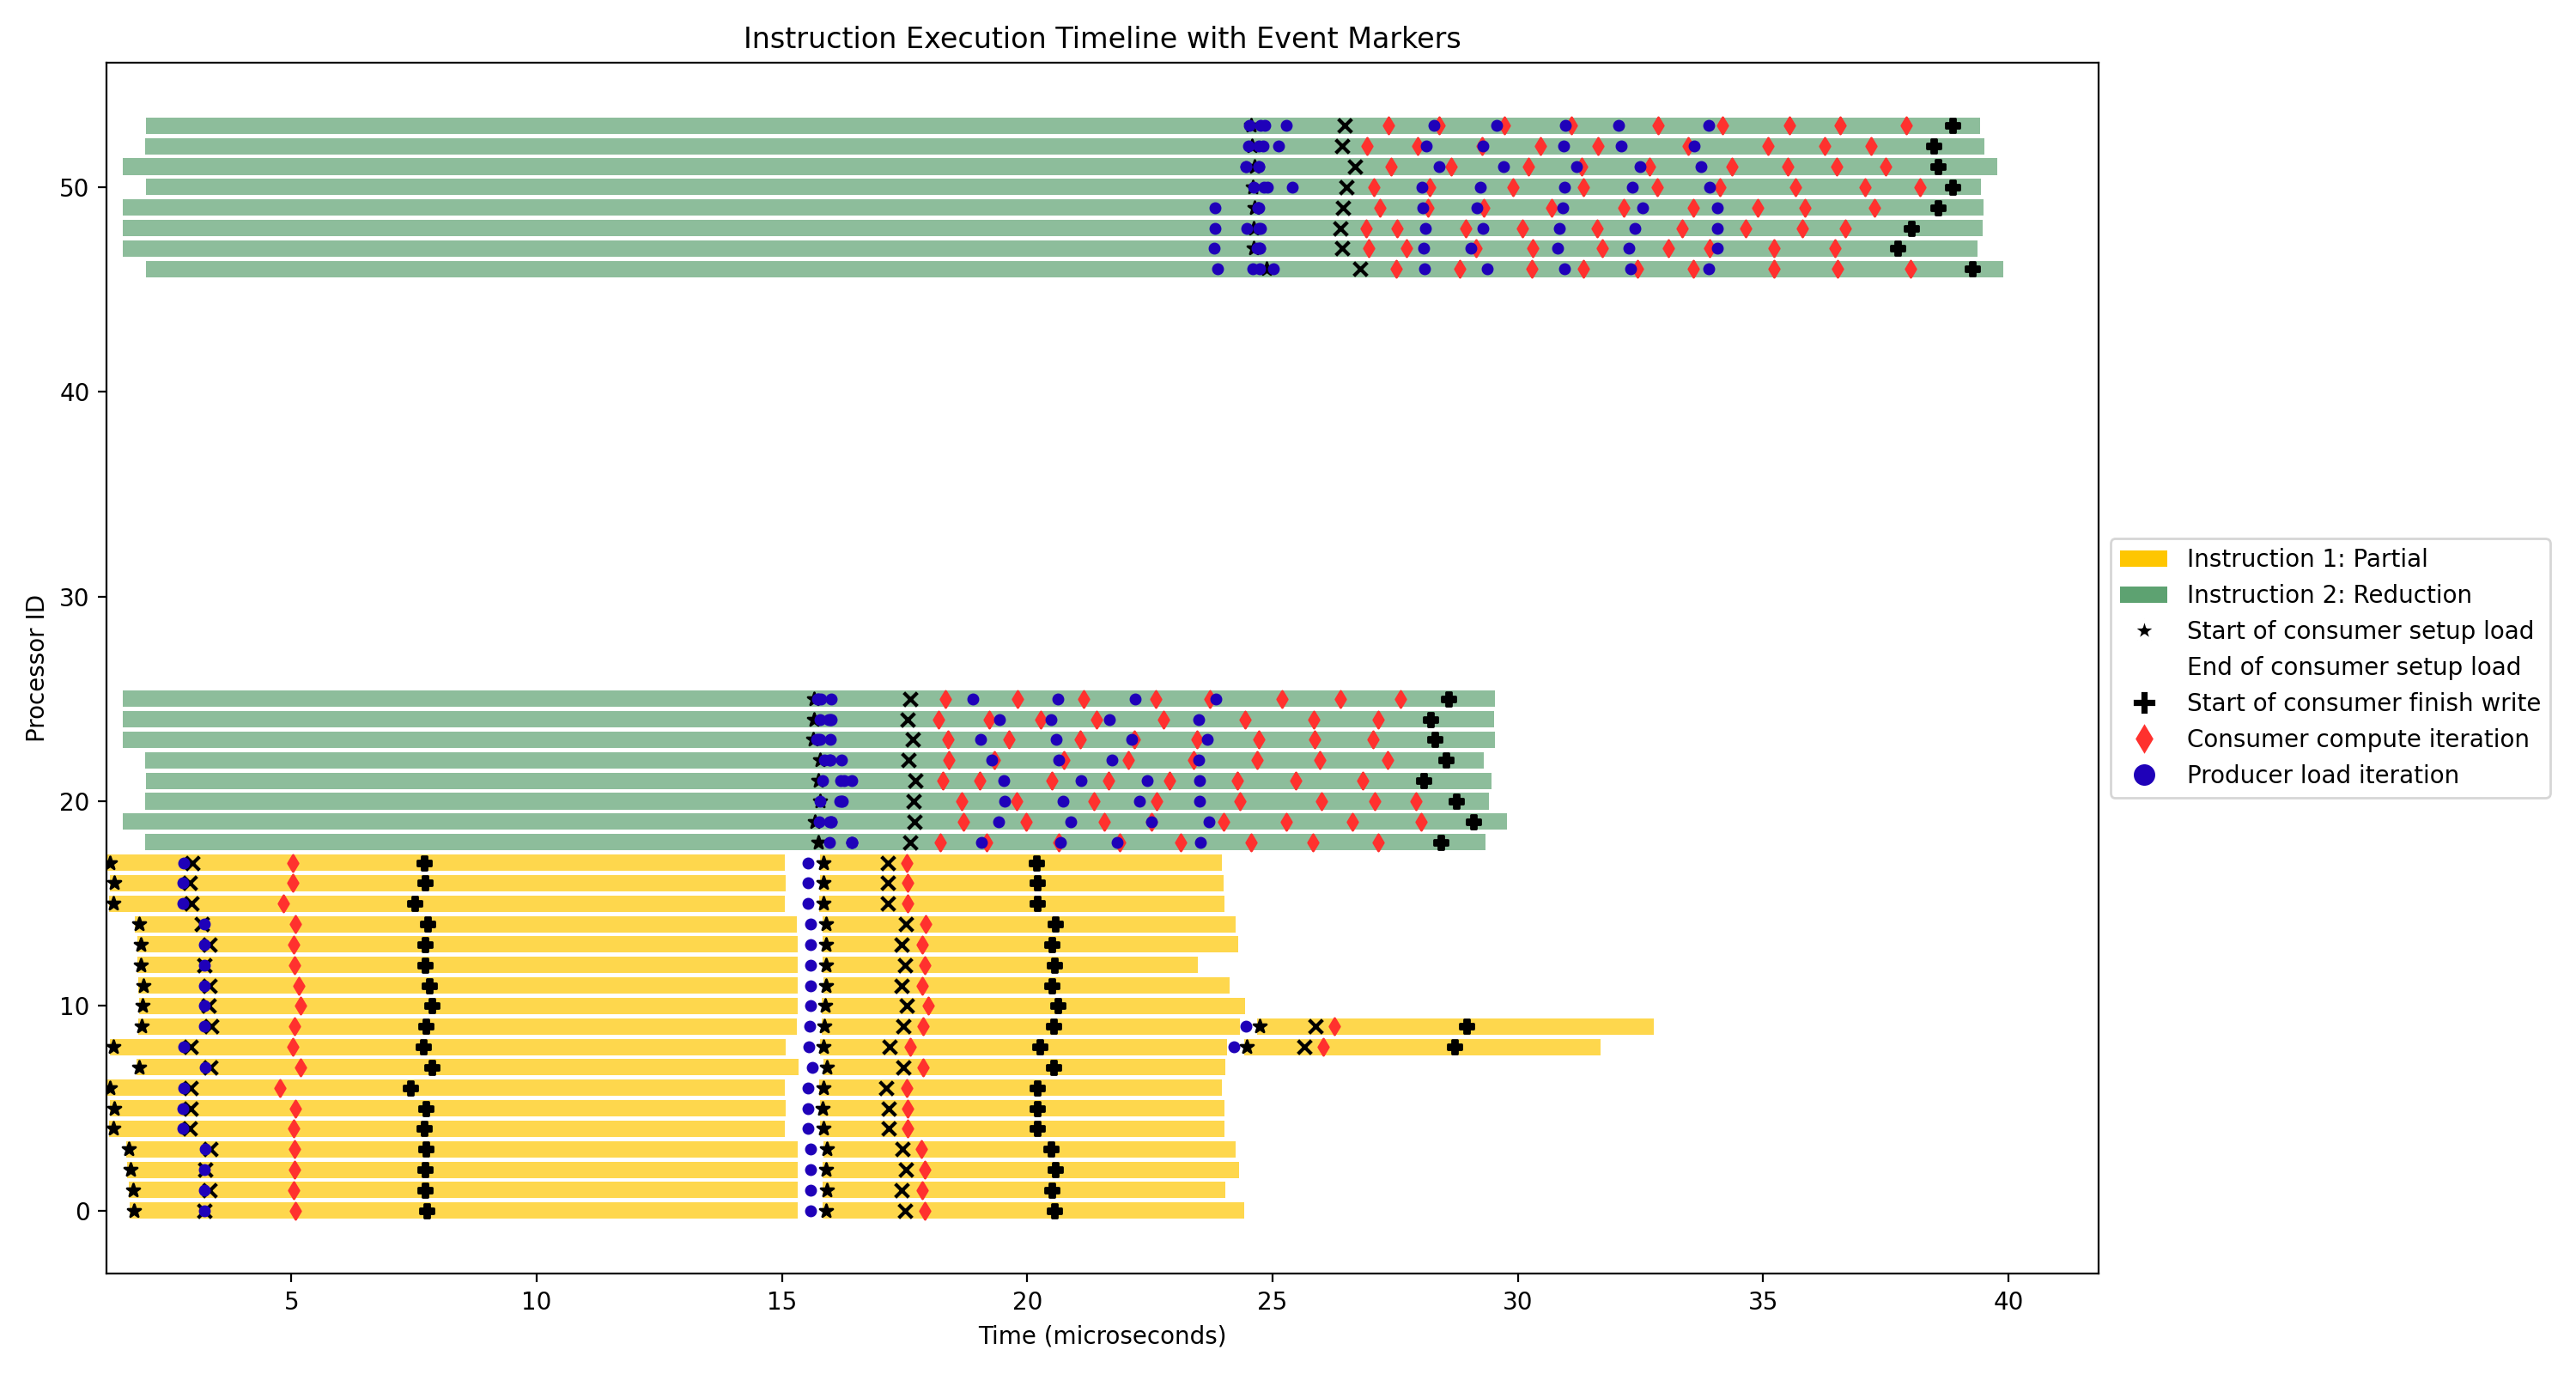 Instruction Execution Timeline with Event Markers
Processor ID
50
40
30
20
10
0
5 10 15 20 25 30 35 40
Time (microseconds)
Instruction 1: Partial
Instruction 2: Reduction
Start of consumer setup load
End of consumer setup load
Start of consumer finish write
Consumer compute iteration
Producer load iteration